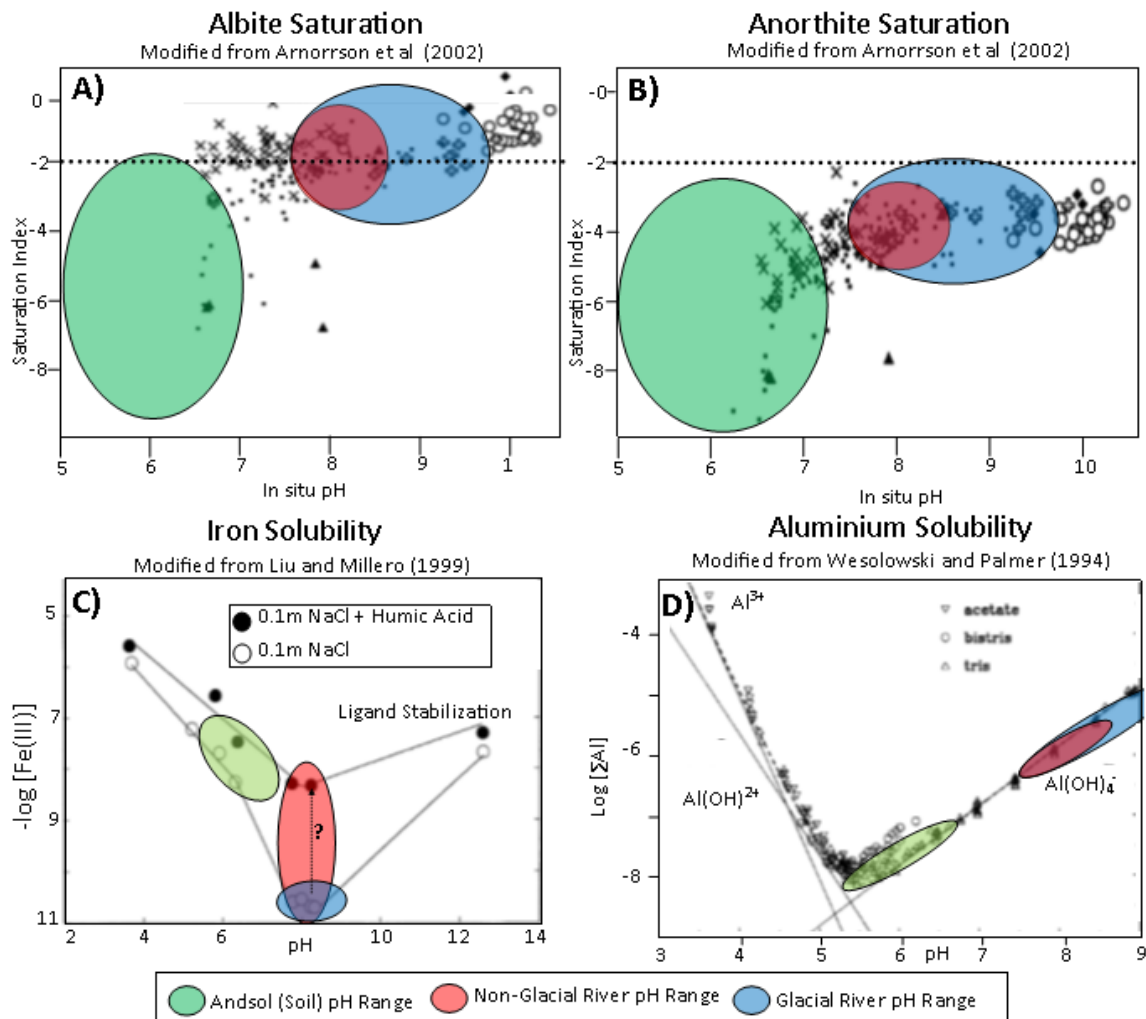 Albite Saturation
Modified from Arnorrson et al (2002)
A)
0
-2
-4
-6
-8
Saturation Index
5 6 7 8 9 1
In situ pH
Anorthite Saturation
Modified from Arnorrson et al (2002)
B)
-0
-2
-4
-6
-8
Saturation Index
5 6 7 8 9 10
In situ pH
Iron Solubility
Modified from Liu and Millero (1999)
C)
0.1m NaCl + Humic Acid
0.1m NaCl
Ligand Stabilization
?
5
7
9
11
-log [Fe(III)]
2 4 6 8 10 12 14
pH
Aluminium Solubility
Modified from Wesolowski and Palmer (1994)
D)
Al³⁺
acetate
bistris
tris
Al(OH)²⁺
Al(OH)₄⁻
-4
-6
-8
Log [ΣAl]
3 4 5 6 7 8 9
pH
Andsol (Soil) pH Range
Non-Glacial River pH Range
Glacial River pH Range